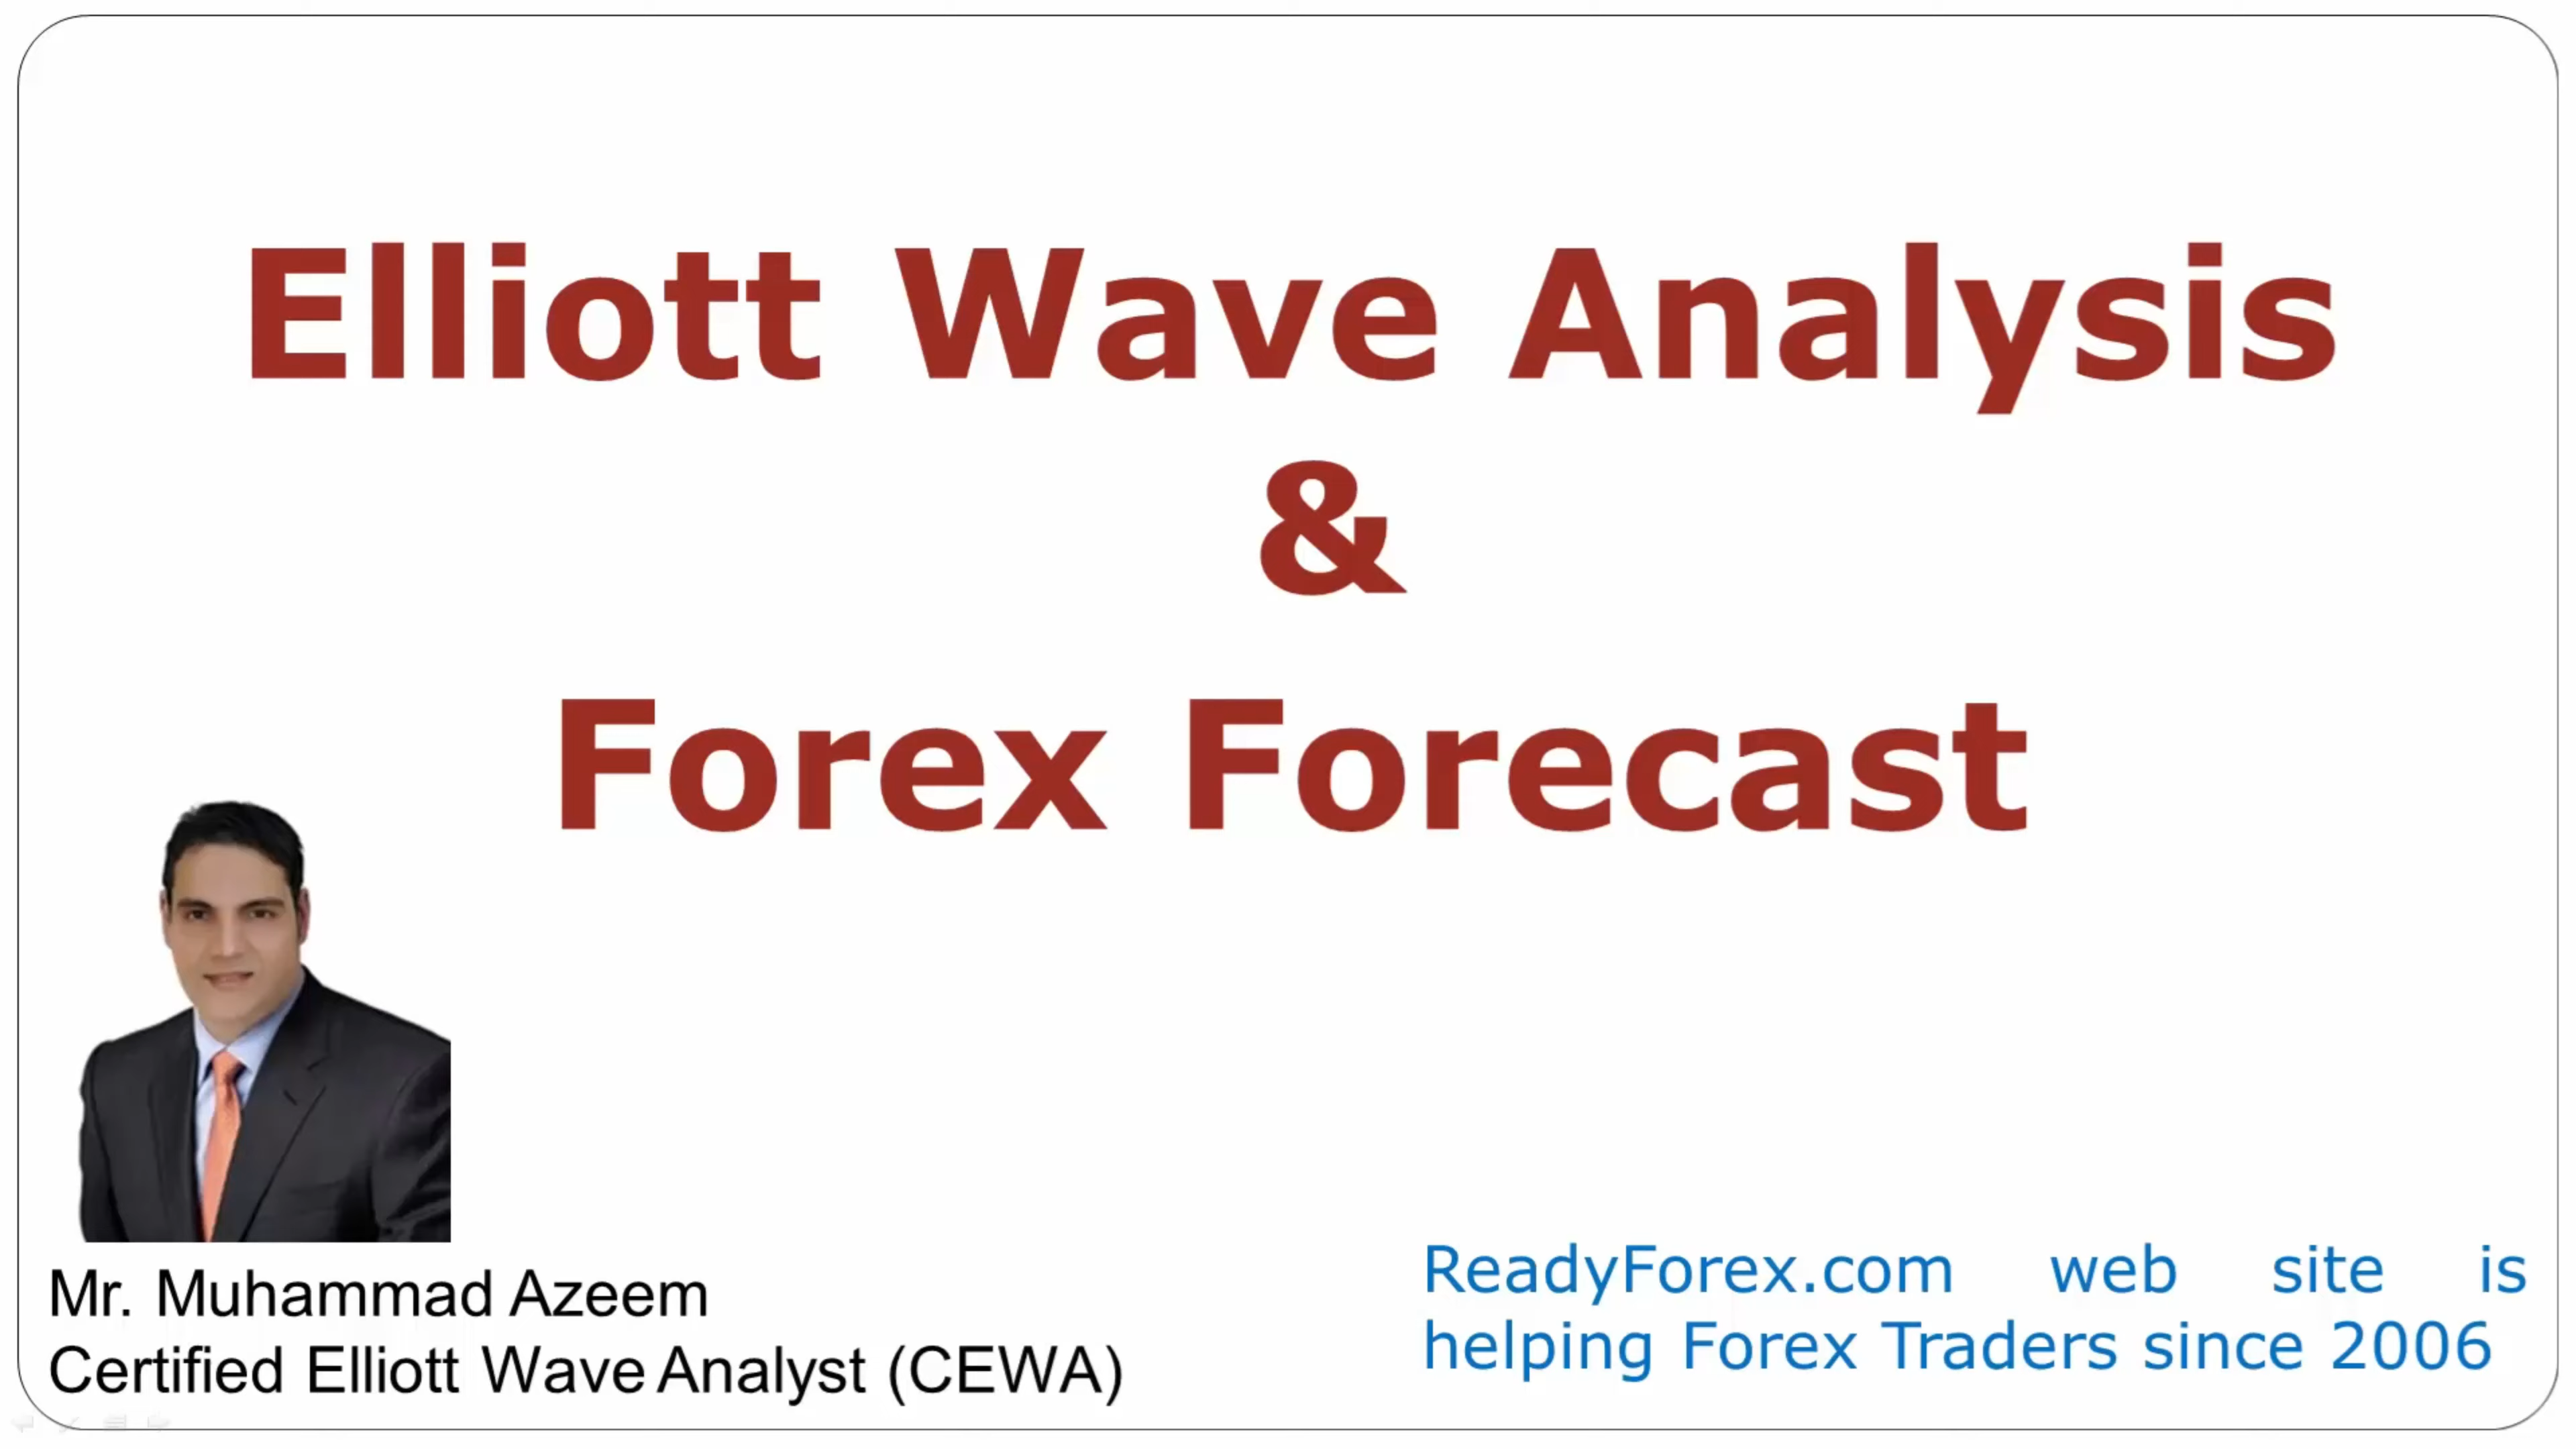 Elliott Wave Analysis
&
Forex Forecast
Mr. Muhammad Azeem
Certified Elliott Wave Analyst (CEWA)
ReadyForex.com web site is
helping Forex Traders since 2006